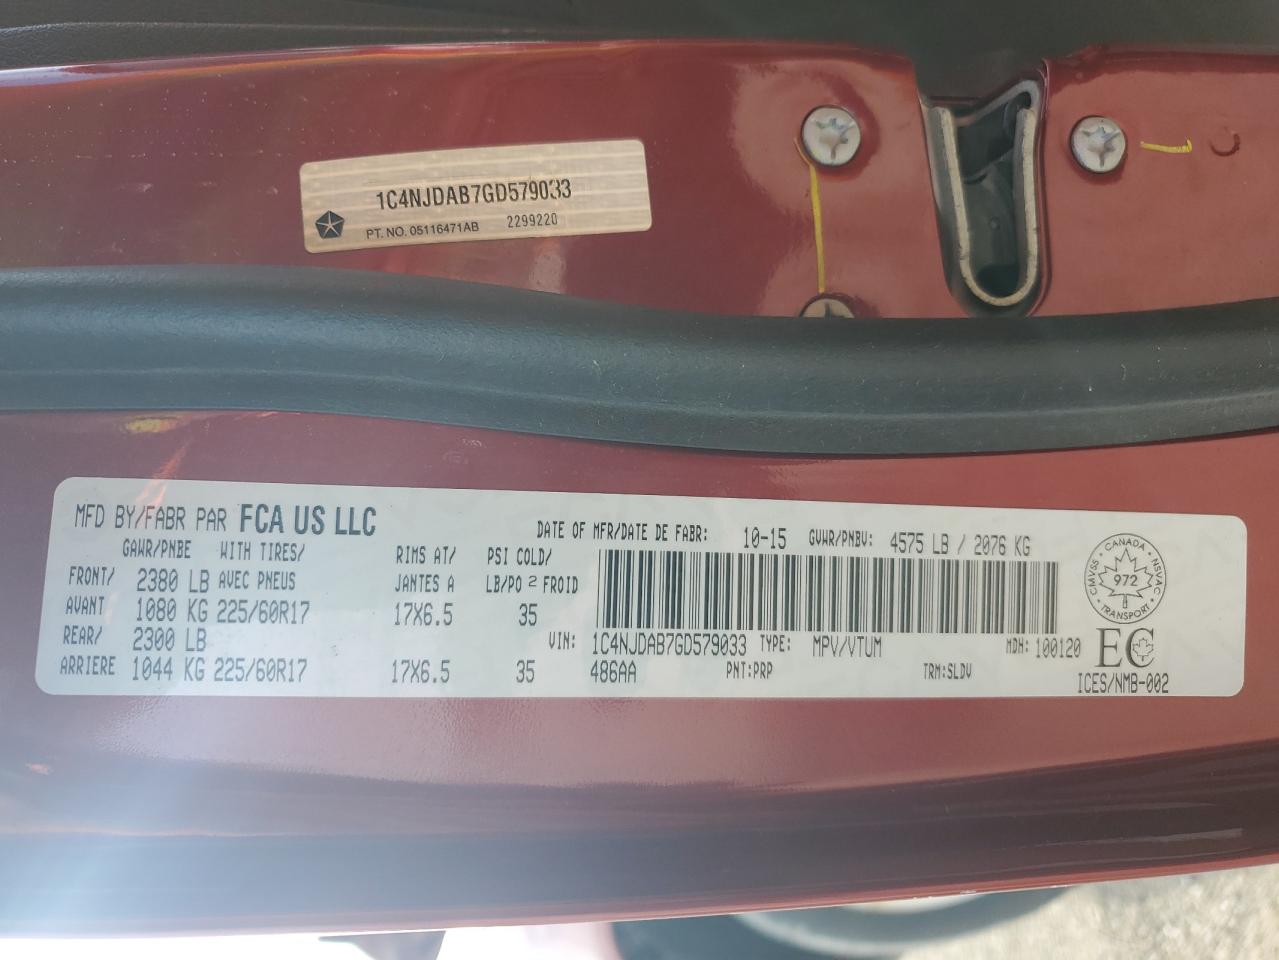 1C4NJDAB7GD579033
PT. NO. 05116471AB 2299220
MFD BY/FABR PAR FCA US LLC
DATE OF MFR/DATE DE FABR: 10-15 GVWR/PNBV: 4575 LB / 2076 KG
GAWR/PNBE WITH TIRES/ RIMS AT/ PSI COLD/
FRONT/ 2380 LB AVEC PNEUS JANTES A LB/PO 2 FROID
AVANT 1080 KG 225/60R17 17X6.5 35
REAR/ 2300 LB
ARRIERE 1044 KG 225/60R17 17X6.5 35
VIN: 1C4NJDAB7GD579033 TYPE: MPV/VTUM MDH: 100120
486AA PNT:PRP TRM:SLDV
CANADA
CMVSS NSVAC
972
TRANSPORT
EC
ICES/NMB-002